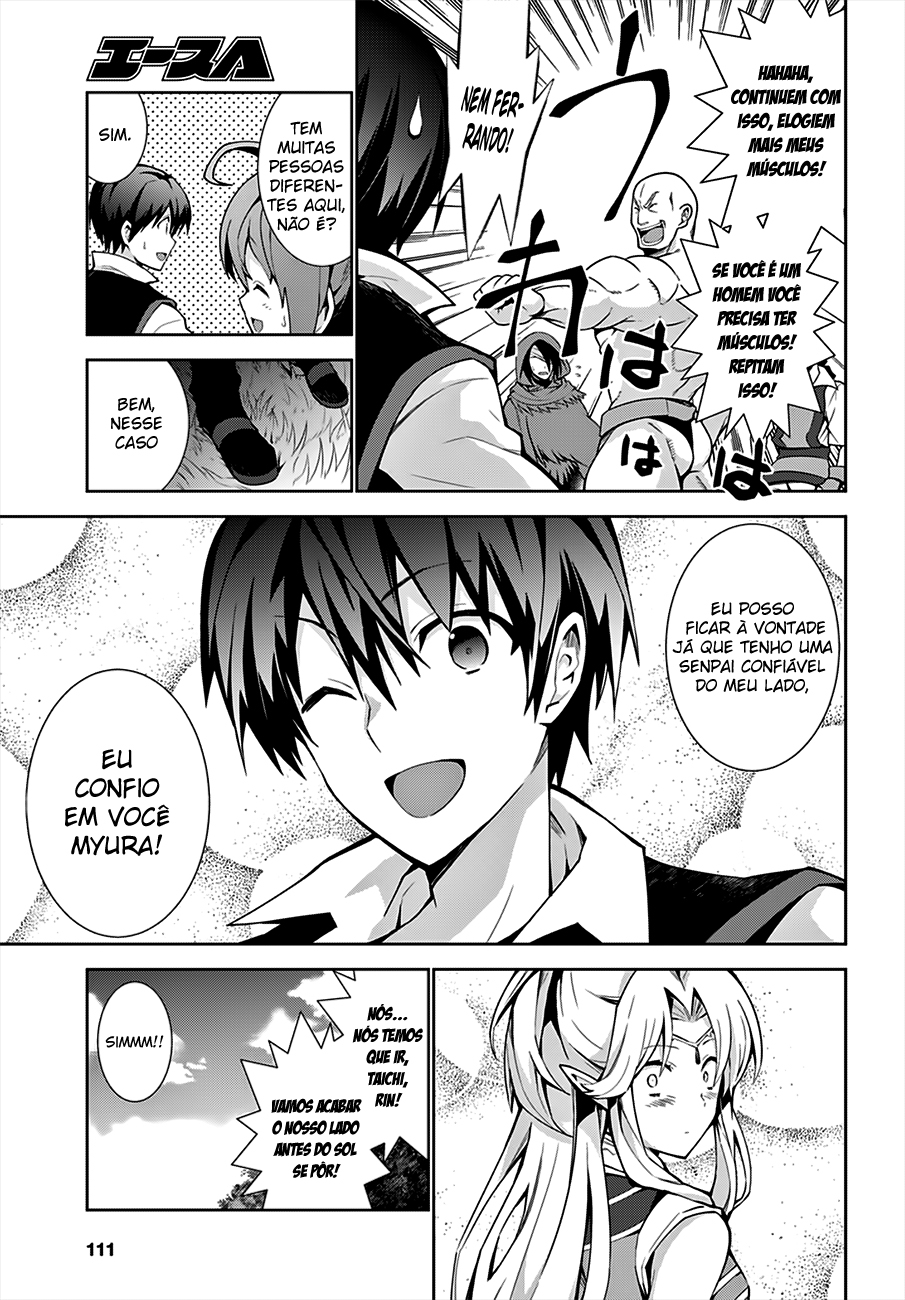 HAHAHA,
CONTINUEM COM
ISSO, ELOGIEM
MAIS MEUS
MÚSCULOS!
SE VOCÊ É UM
HOMEM VOCÊ
PRECISA TER
MÚSCULOS!
REPITAM
ISSO!
わ
は
は
は
は
NEM FER-
RANDO!
う
エースA
TEM
MUITAS
PESSOAS
DIFEREN-
TES AQUI,
NÃO É?
SIM.
BEM,
NESSE
CASO
EU POSSO
FICAR À VONTADE
JÁ QUE TENHO UMA
SENPAI CONFIÁVEL
DO MEU LADO,
EU
CONFIO
EM VOCÊ
MYURA!
NÓS...
NÓS TEMOS
QUE IR,
TAICHI,
RIN!
VAMOS ACABAR
O NOSSO LADO
ANTES DO SOL
SE PÔR!
SIMMM!!
111